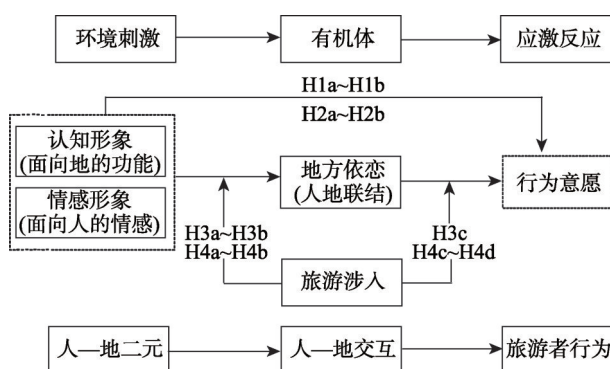 环境刺激
有机体
应激反应
H1a~H1b
H2a~H2b
认知形象
(面向地的功能)
情感形象
(面向人的情感)
地方依恋
(人地联结)
行为意愿
H3a~H3b
H4a~H4b
H3c
H4c~H4d
旅游涉入
人—地二元
人—地交互
旅游者行为